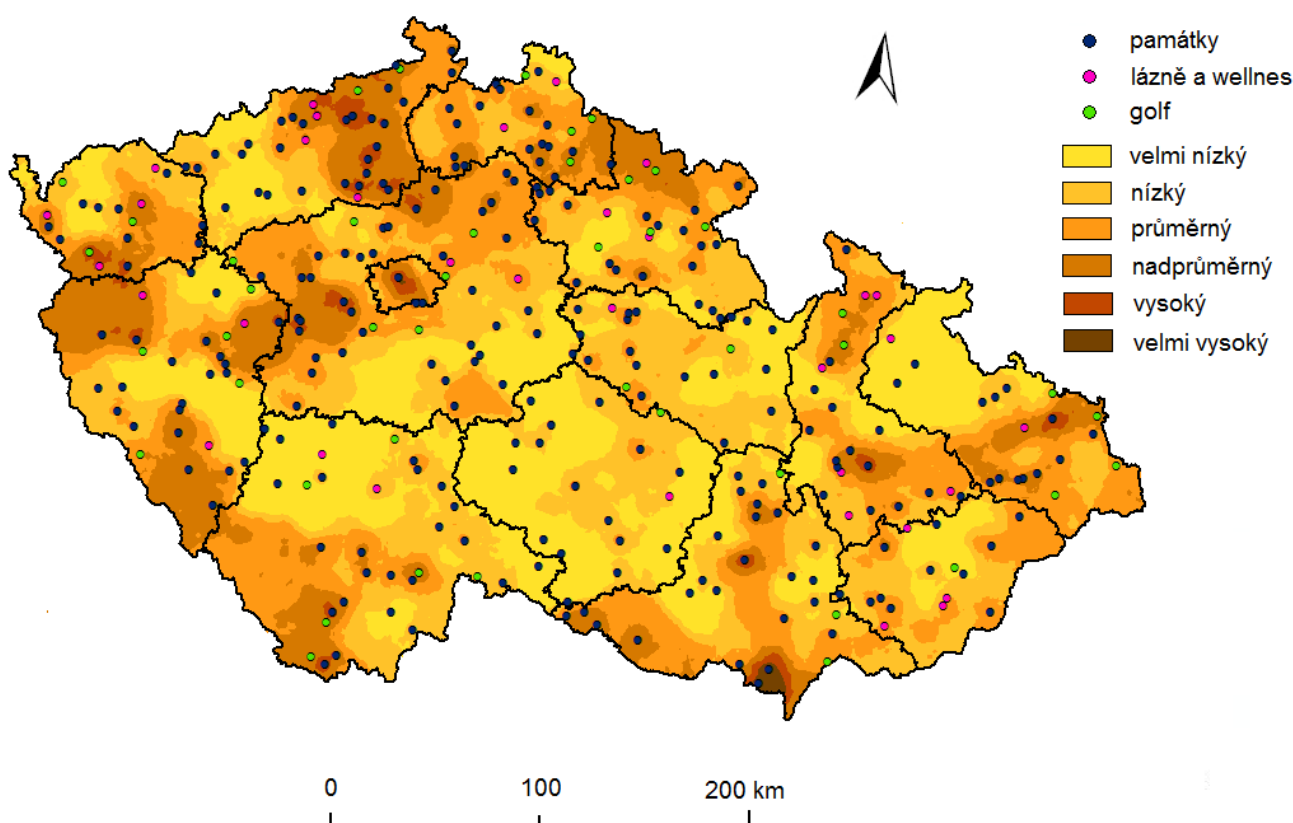 památky
lázně a wellnes
golf
velmi nízký
nízký
průměrný
nadprůměrný
vysoký
velmi vysoký
0 100 200 km